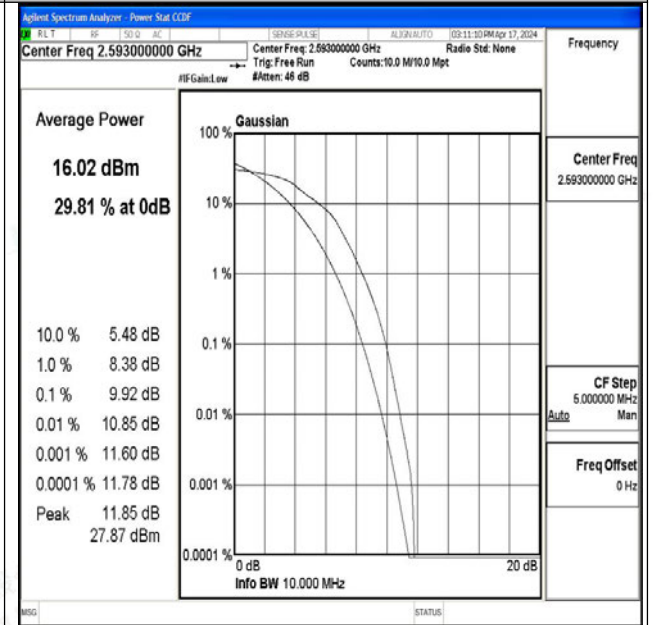 Agilent Spectrum Analyzer - Power Stat CCDF
RL T RF 50 Ω AC SENSE:PULSE ALIGN AUTO 03:11:10 PM Apr 17, 2024
Center Freq 2.593000000 GHz
Center Freq: 2.593000000 GHz
Radio Std: None
Trig: Free Run
Counts:10.0 M/10.0 Mpt
#IFGain:Low
#Atten: 46 dB
Frequency
Average Power
16.02 dBm
29.81 % at 0dB
10.0 % 5.48 dB
1.0 % 8.38 dB
0.1 % 9.92 dB
0.01 % 10.85 dB
0.001 % 11.60 dB
0.0001 % 11.78 dB
Peak 11.85 dB
27.87 dBm
Gaussian
100 %
10 %
1 %
0.1 %
0.01 %
0.001 %
0.0001 %
0 dB
20 dB
Info BW 10.000 MHz
Center Freq
2.593000000 GHz
CF Step
5.000000 MHz
Auto Man
Freq Offset
0 Hz
MSG
STATUS